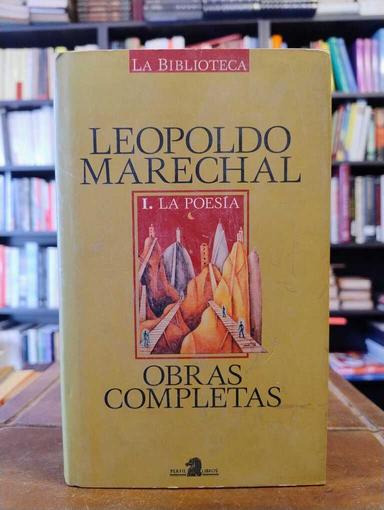 LA BIBLIOTECA
LEOPOLDO
MARECHAL
I. LA POESÍA
OBRAS
COMPLETAS
PERFIL LIBROS